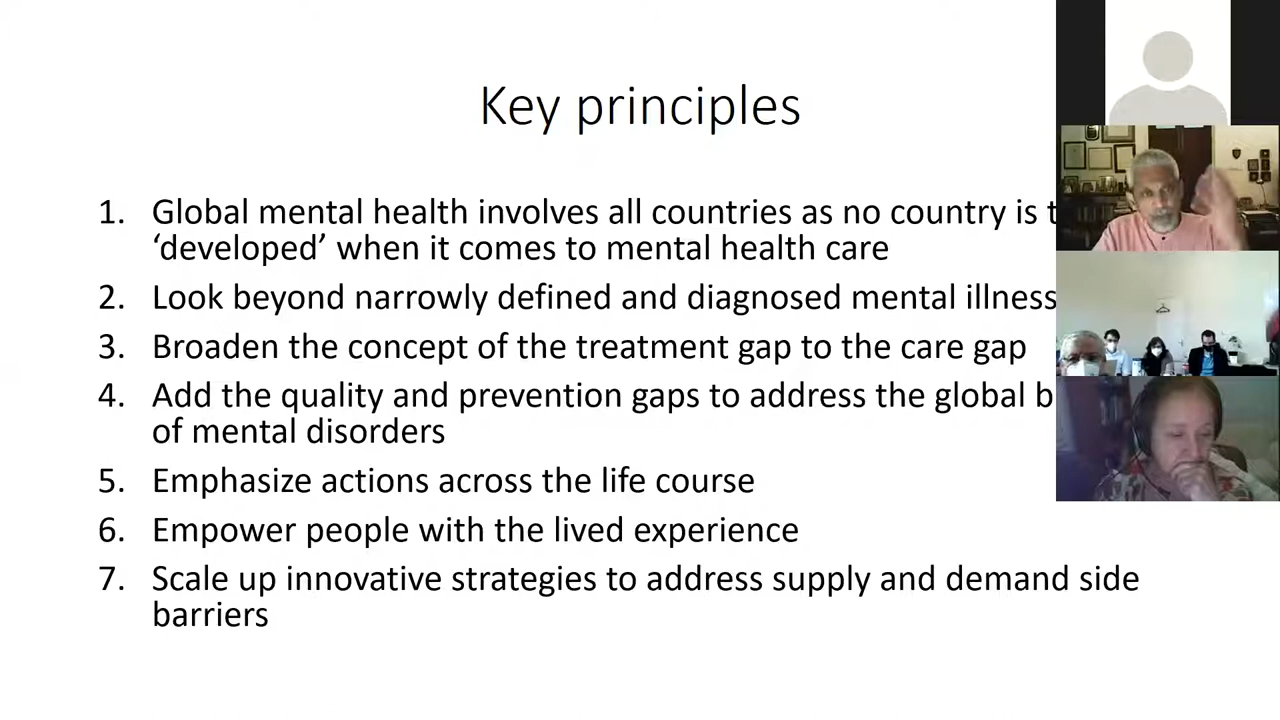 Key principles
1. Global mental health involves all countries as no country is
‘developed’ when it comes to mental health care
2. Look beyond narrowly defined and diagnosed mental illness
3. Broaden the concept of the treatment gap to the care gap
4. Add the quality and prevention gaps to address the global
of mental disorders
5. Emphasize actions across the life course
6. Empower people with the lived experience
7. Scale up innovative strategies to address supply and demand side
barriers